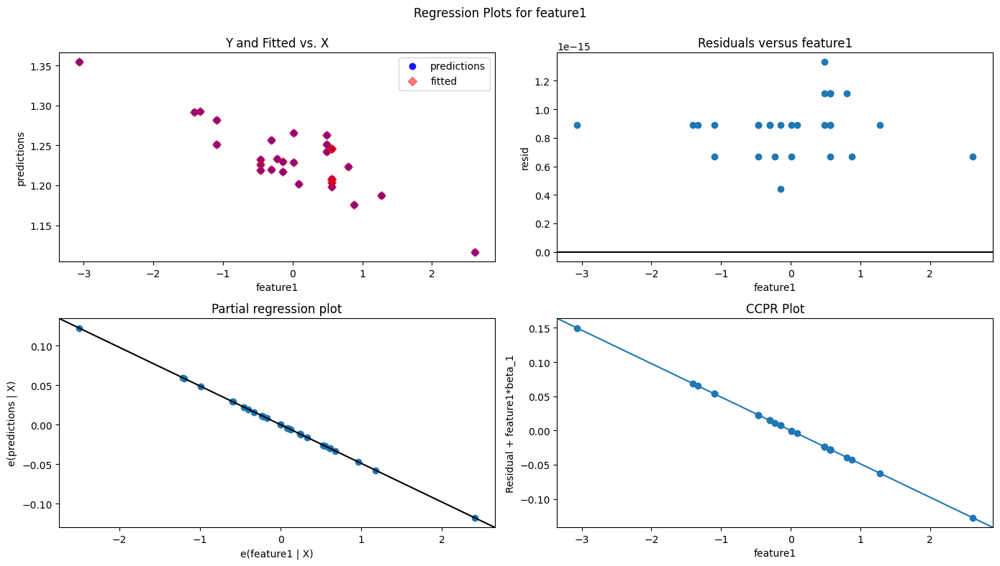 Regression Plots for feature1
Y and Fitted vs. X
predictions
fitted
1.35
1.30
1.25
1.20
1.15
predictions
−3
−2
−1
0
1
2
feature1
Residuals versus feature1
1e−15
1.2
1.0
0.8
0.6
0.4
0.2
0.0
resid
−3
−2
−1
0
1
2
feature1
Partial regression plot
0.10
0.05
0.00
−0.05
−0.10
e(predictions | X)
−2
−1
0
1
2
e(feature1 | X)
CCPR Plot
0.15
0.10
0.05
0.00
−0.05
−0.10
Residual + feature1*beta_1
−3
−2
−1
0
1
2
feature1